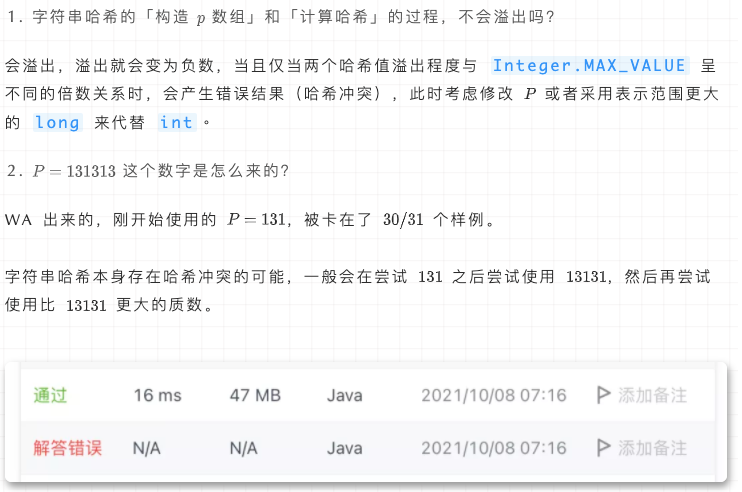 1. 字符串哈希的「构造 p 数组」和「计算哈希」的过程，不会溢出吗？
会溢出，溢出就会变为负数，当且仅当两个哈希值溢出程度与 Integer.MAX_VALUE 呈
不同的倍数关系时，会产生错误结果（哈希冲突），此时考虑修改 P 或者采用表示范围更大
的 long 来代替 int 。
2. P = 131313 这个数字是怎么来的？
WA 出来的，刚开始使用的 P = 131，被卡在了 30/31 个样例。
字符串哈希本身存在哈希冲突的可能，一般会在尝试 131 之后尝试使用 13131，然后再尝试
使用比 13131 更大的质数。
通过 16 ms 47 MB Java 2021/10/08 07:16 添加备注
解答错误 N/A N/A Java 2021/10/08 07:16 添加备注